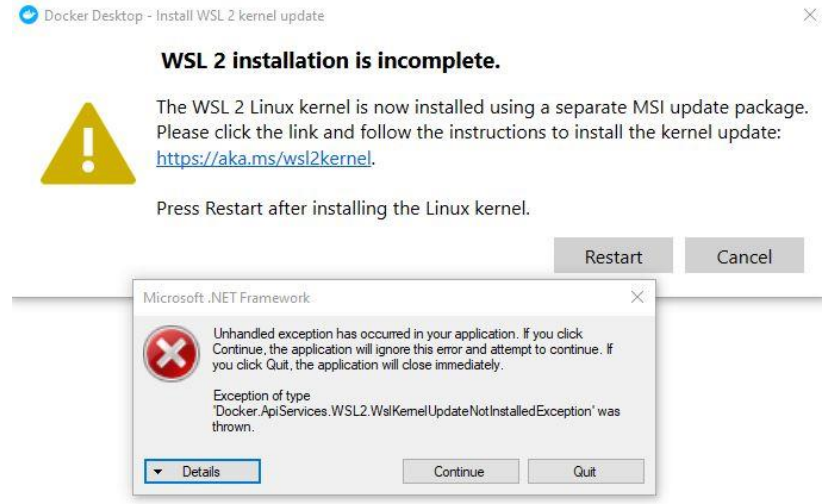 Docker Desktop - Install WSL 2 kernel update
WSL 2 installation is incomplete.
The WSL 2 Linux kernel is now installed using a separate MSI update package.
Please click the link and follow the instructions to install the kernel update:
https://aka.ms/wsl2kernel.
Press Restart after installing the Linux kernel.
Restart
Cancel
Microsoft .NET Framework
Unhandled exception has occurred in your application. If you click
Continue, the application will ignore this error and attempt to continue. If
you click Quit, the application will close immediately.
Exception of type
'Docker.ApiServices.WSL2.WslKernelUpdateNotInstalledException' was
thrown.
Details
Continue
Quit